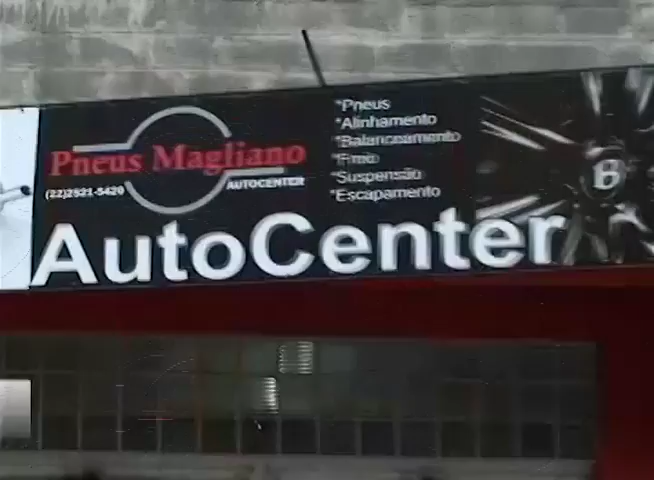 Pneus Magliano
AUTOCENTER
(22)2521-5420
*Pneus
*Alinhamento
*Balanceamento
*Freio
*Suspensão
*Escapamento
AutoCenter
B